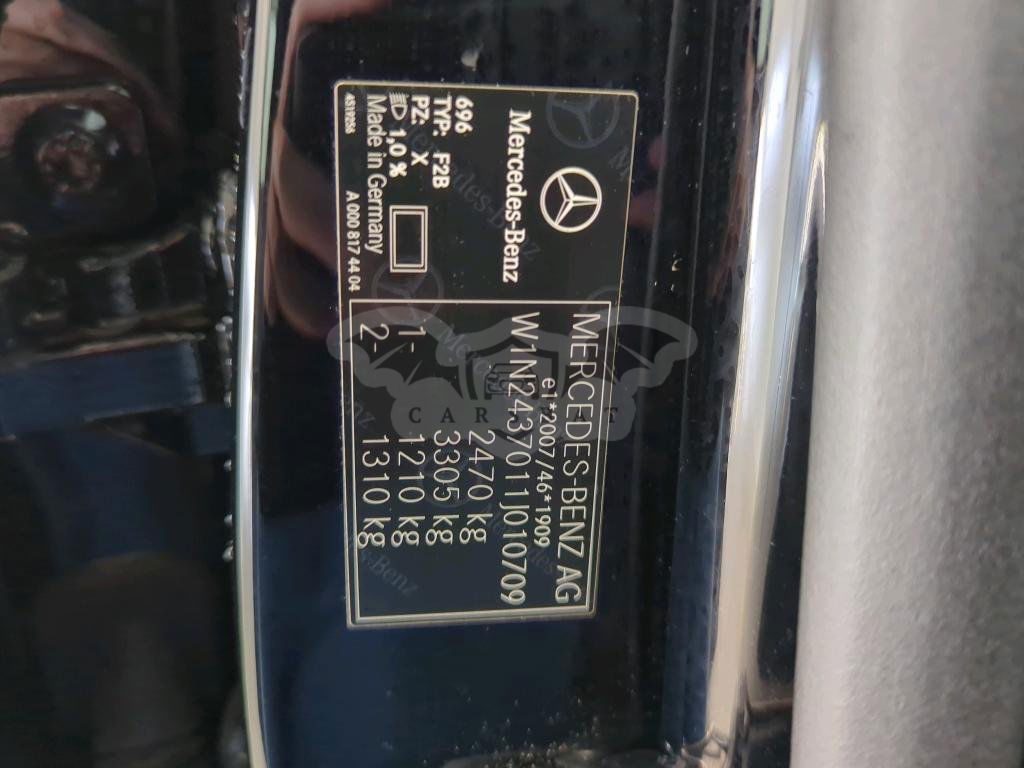 Mercedes-Benz
MERCEDES-BENZ AG
e1*2007/46*1909
W1N2437011J010709
2470 kg
3305 kg
1- 1210 kg
2- 1310 kg
696
TYP: F2B
PZ: X
1,0 %
Made in Germany
A 000 817 44 04
CAR